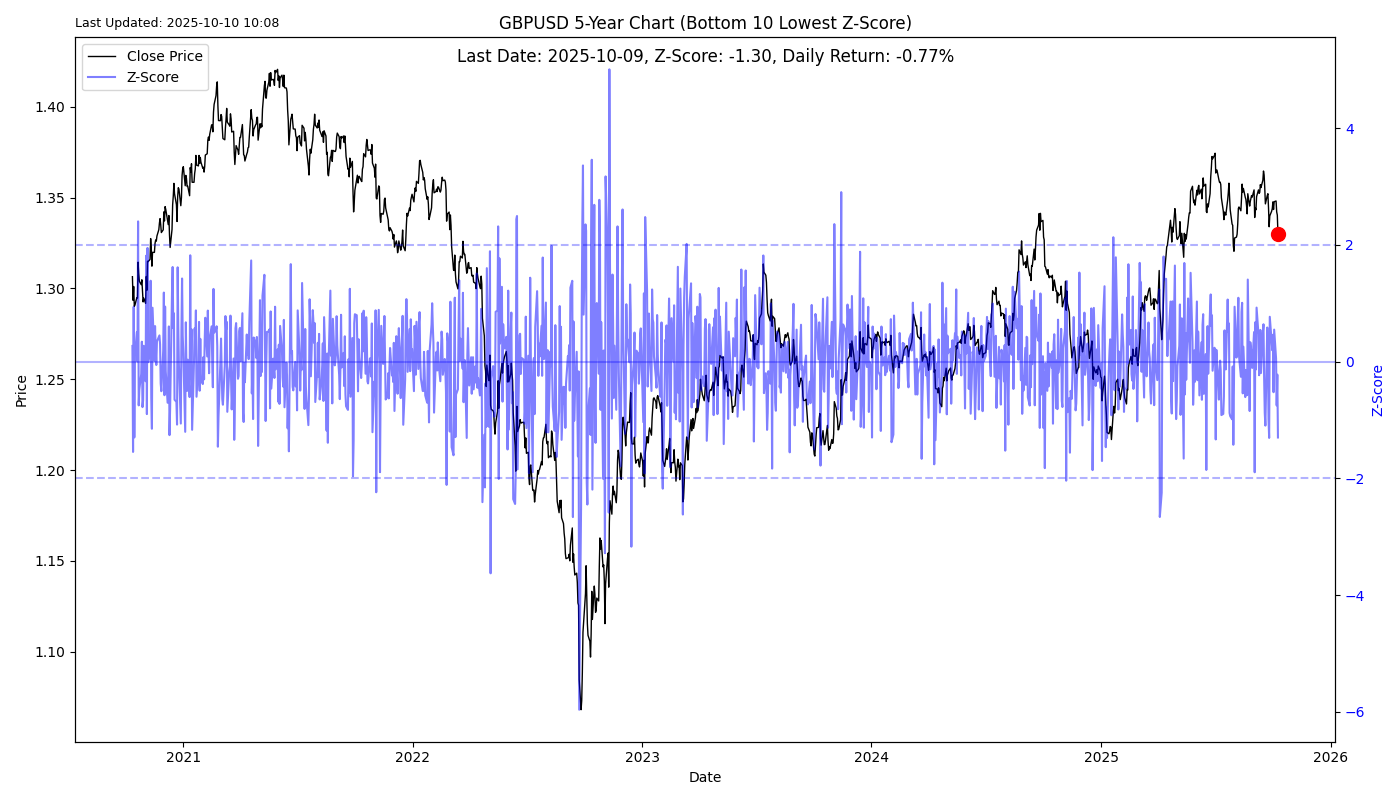 Last Updated: 2025-10-10 10:08
GBPUSD 5-Year Chart (Bottom 10 Lowest Z-Score)
Last Date: 2025-10-09, Z-Score: -1.30, Daily Return: -0.77%
Close Price
Z-Score
1.40
1.35
1.30
1.25
1.20
1.15
1.10
Price
4
2
0
−2
−4
−6
Z-Score
2021
2022
2023
2024
2025
2026
Date